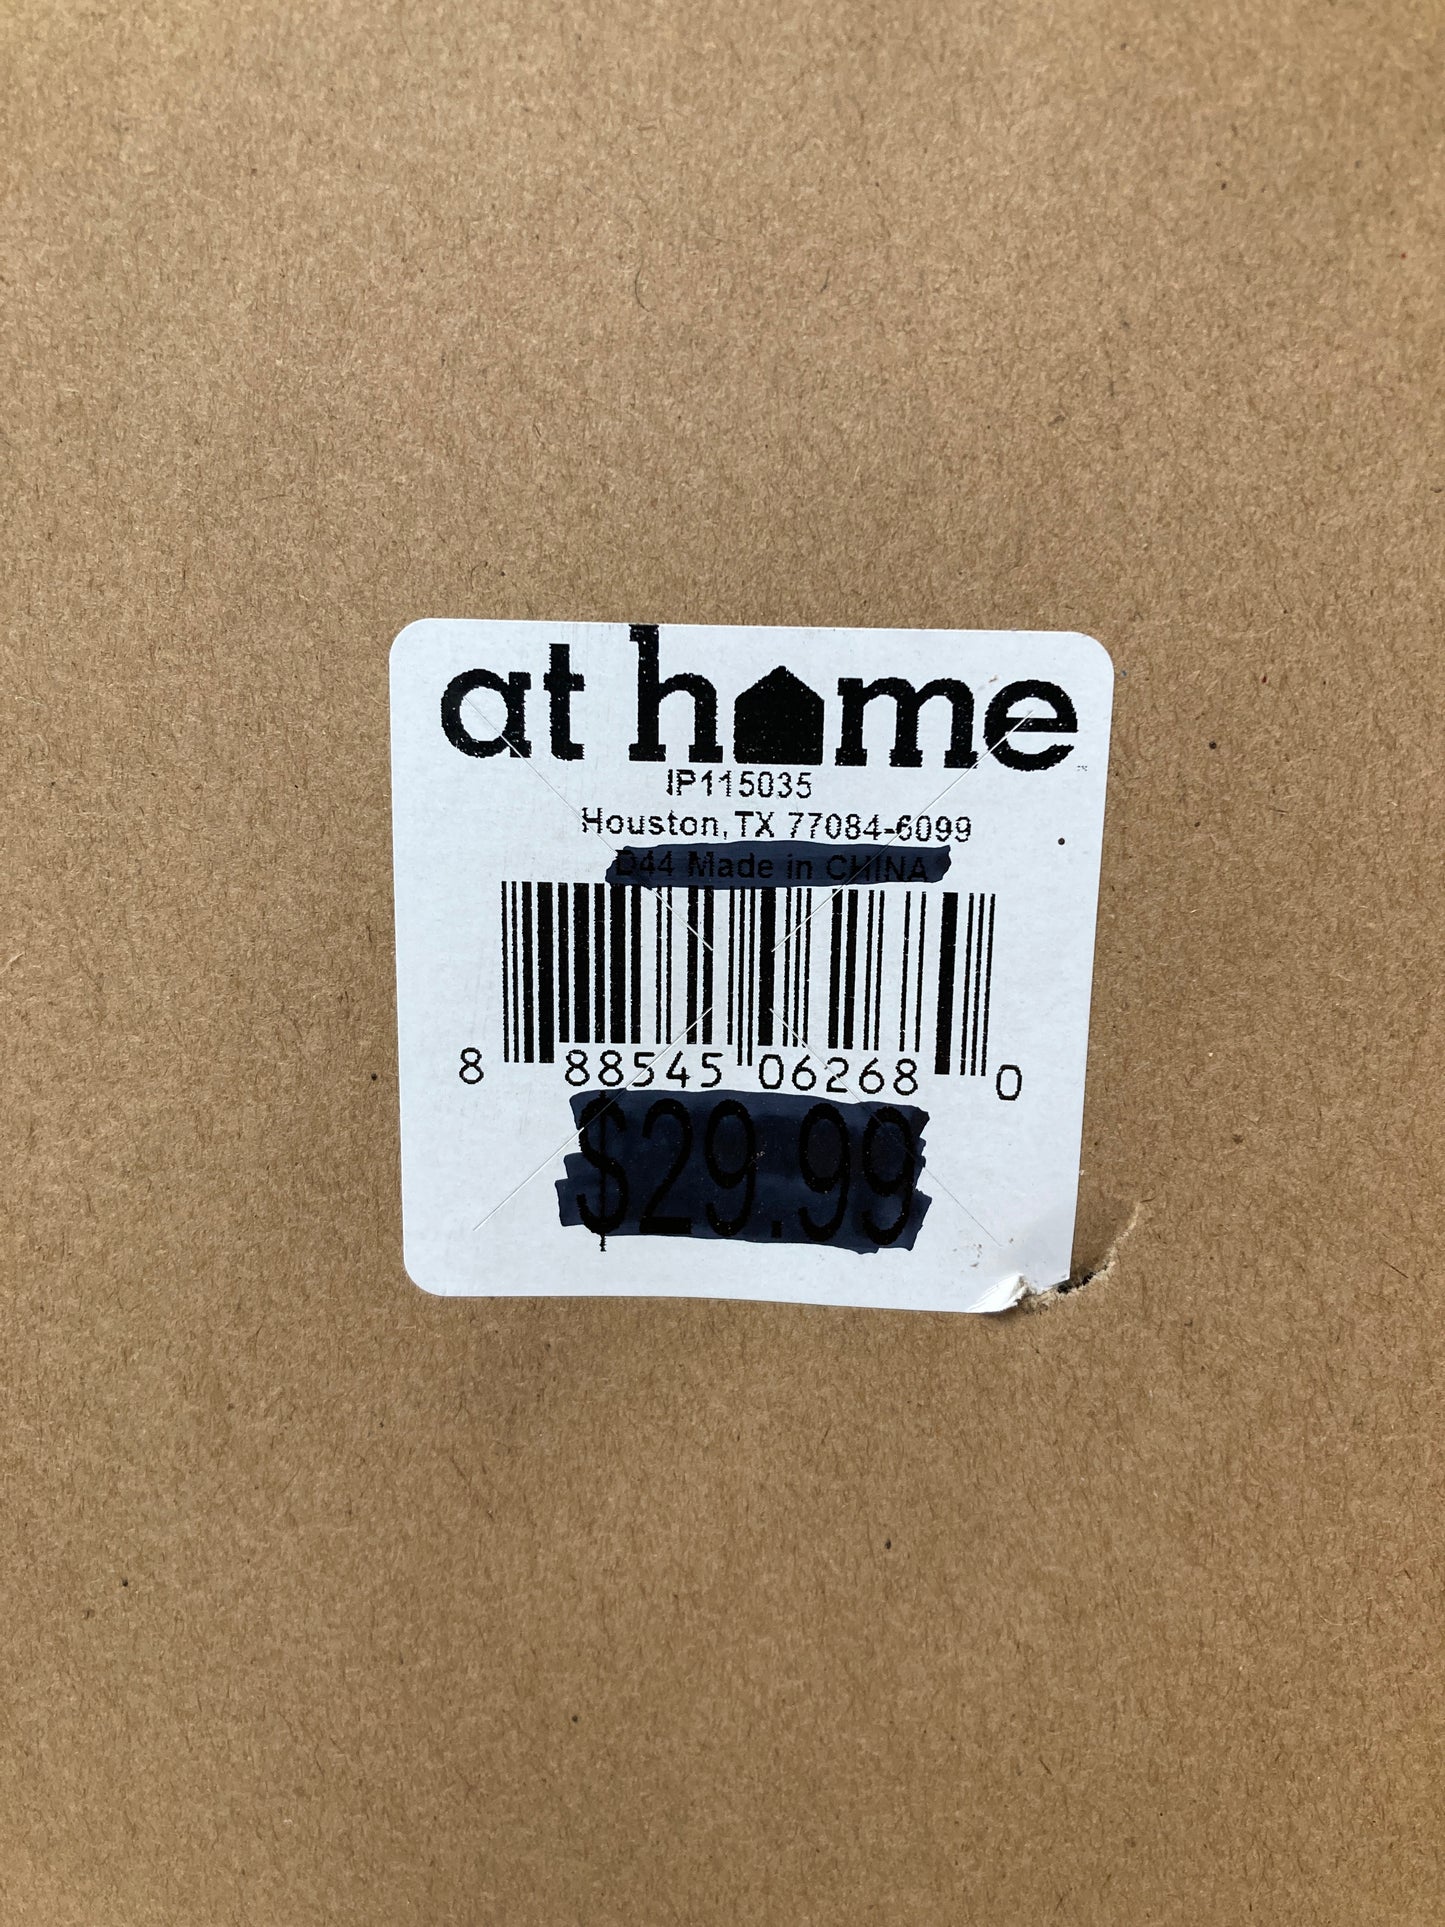 at home
IP115035
Houston, TX 77084-6099
D44 Made in CHINA
8 88545 06268 0
$29.99